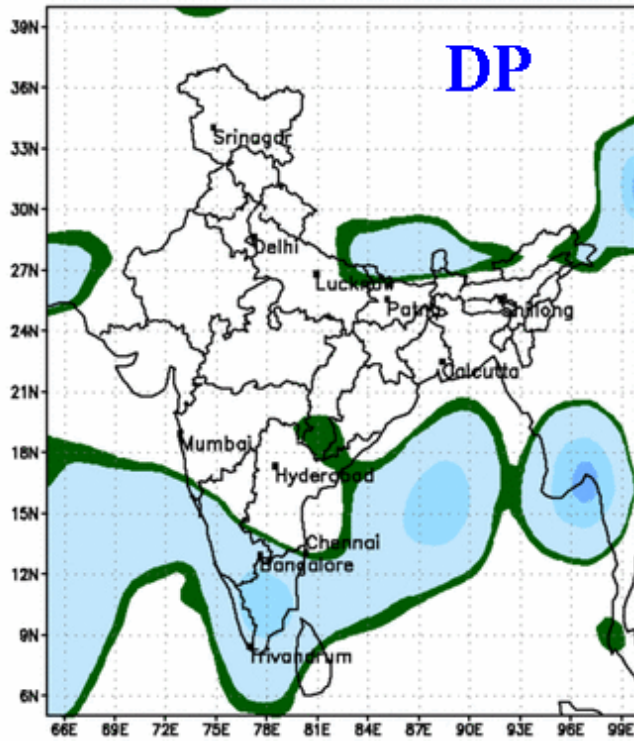 39N
DP
36N
Srinagar
33N
30N
Delhi
27N
Lucknow
Patna
Shillong
24N
Calcutta
21N
18N
Mumbai
Hyderabad
15N
Chennai
Bangalore
12N
9N
Trivandrum
6N
66E 69E 72E 75E 78E 81E 84E 87E 90E 93E 96E 99E